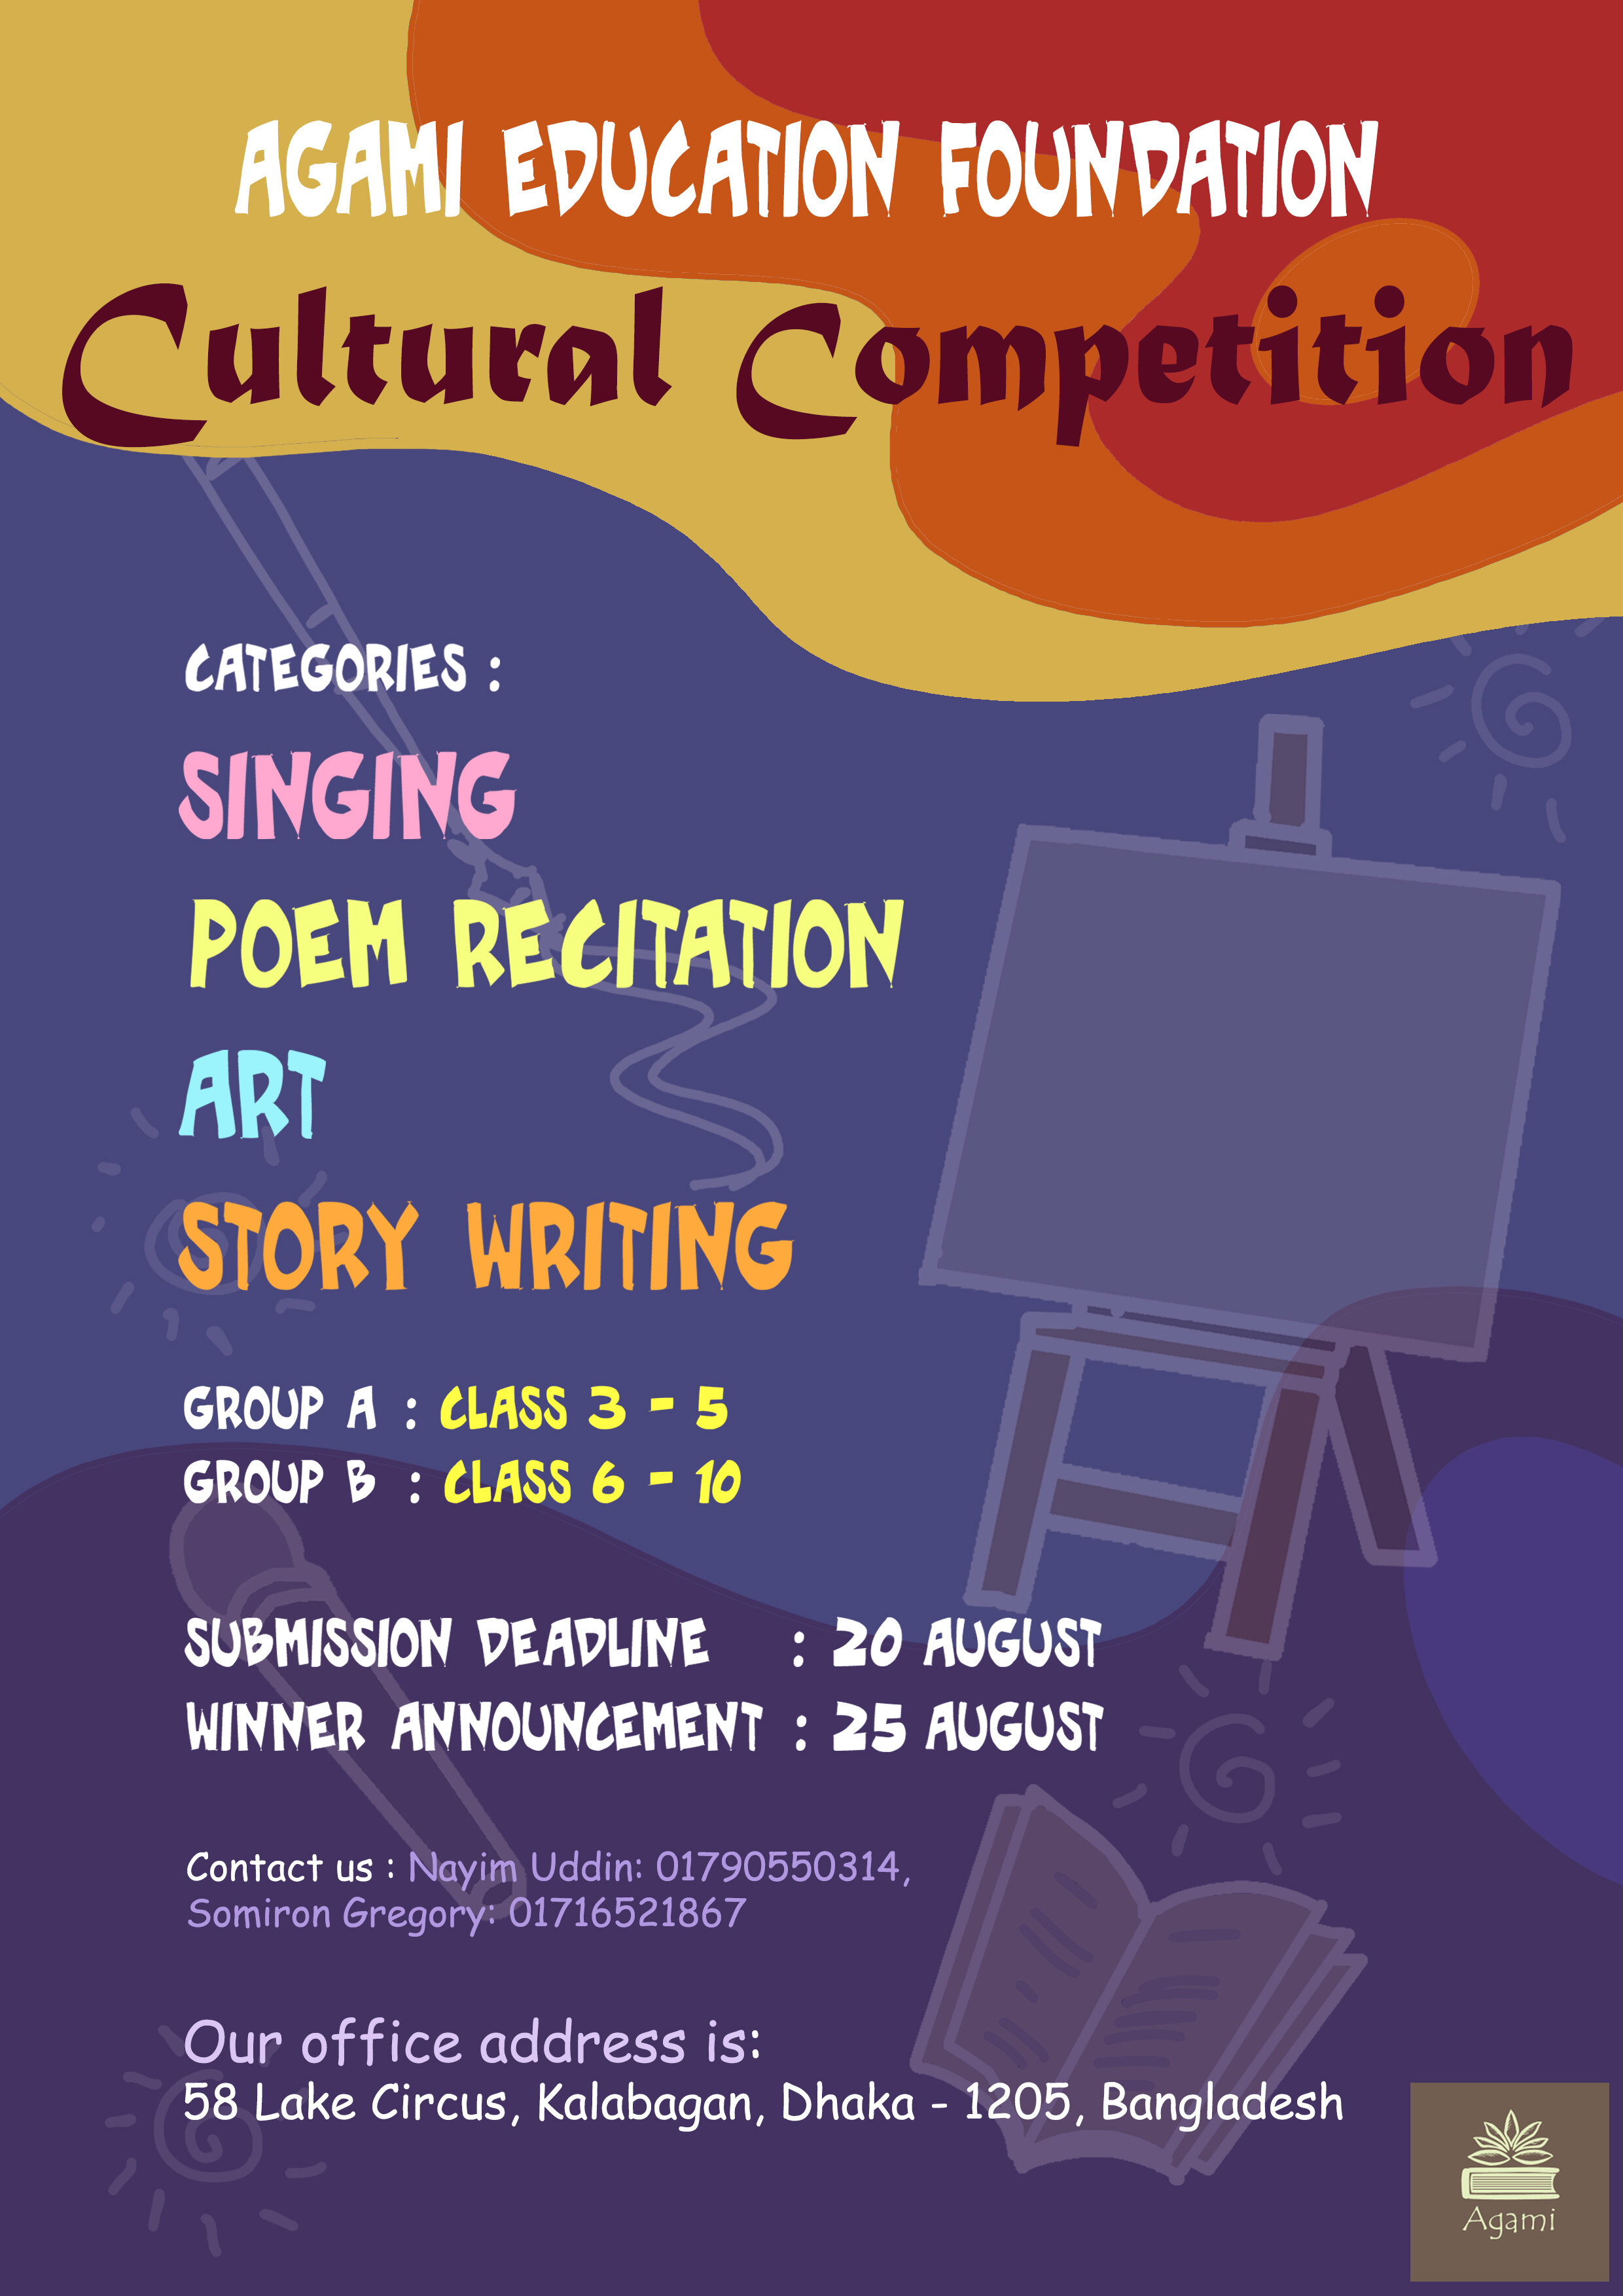 AGAMI EDUCATION FOUNDATION
Cultural Competition
CATEGORIES :
SINGING
POEM RECITATION
ART
STORY WRITING
GROUP A : CLASS 3 - 5
GROUP B : CLASS 6 - 10
SUBMISSION DEADLINE : 20 AUGUST
WINNER ANNOUNCEMENT : 25 AUGUST
Contact us : Nayim Uddin: 01790550314,
Somiron Gregory: 01716521867
Our office address is:
58 Lake Circus, Kalabagan, Dhaka - 1205, Bangladesh
Agami